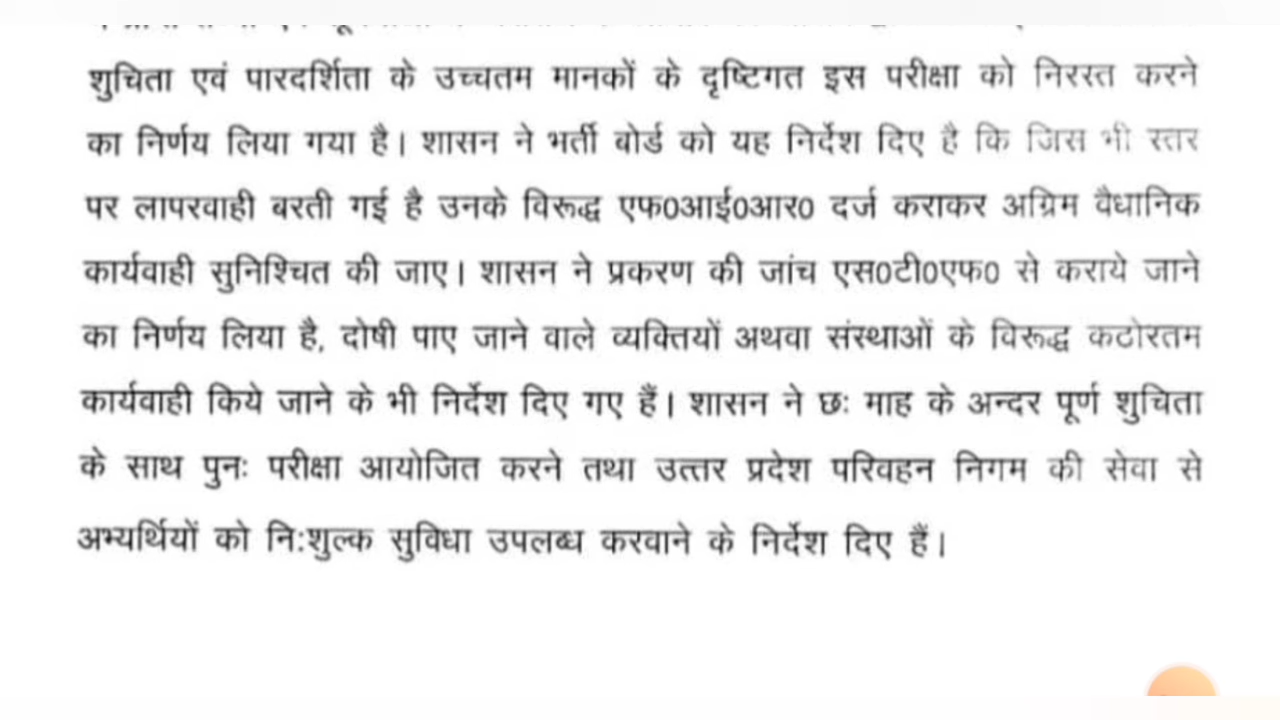 शुचिता एवं पारदर्शिता के उच्चतम मानकों के दृष्टिगत इस परीक्षा को निरस्त करने
का निर्णय लिया गया है। शासन ने भर्ती बोर्ड को यह निर्देश दिए है कि जिस भी स्तर
पर लापरवाही बरती गई है उनके विरूद्ध एफ0आई0आर0 दर्ज कराकर अग्रिम वैधानिक
कार्यवाही सुनिश्चित की जाए। शासन ने प्रकरण की जांच एस0टी0एफ0 से कराये जाने
का निर्णय लिया है, दोषी पाए जाने वाले व्यक्तियों अथवा संस्थाओं के विरूद्ध कठोरतम
कार्यवाही किये जाने के भी निर्देश दिए गए हैं। शासन ने छः माह के अन्दर पूर्ण शुचिता
के साथ पुनः परीक्षा आयोजित करने तथा उत्तर प्रदेश परिवहन निगम की सेवा से
अभ्यर्थियों को नि:शुल्क सुविधा उपलब्ध करवाने के निर्देश दिए हैं।